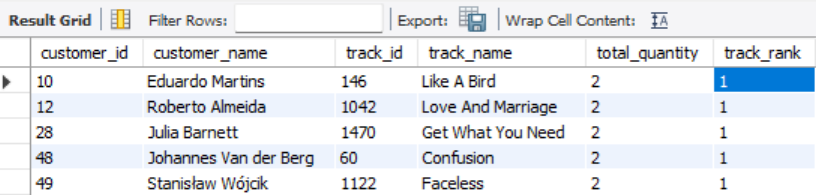 Result Grid Filter Rows: Export: Wrap Cell Content: IA
customer_id customer_name track_id track_name total_quantity track_rank
10 Eduardo Martins 146 Like A Bird 2 1
12 Roberto Almeida 1042 Love And Marriage 2 1
28 Julia Barnett 1470 Get What You Need 2 1
48 Johannes Van der Berg 60 Confusion 2 1
49 Stanisław Wójcik 1122 Faceless 2 1